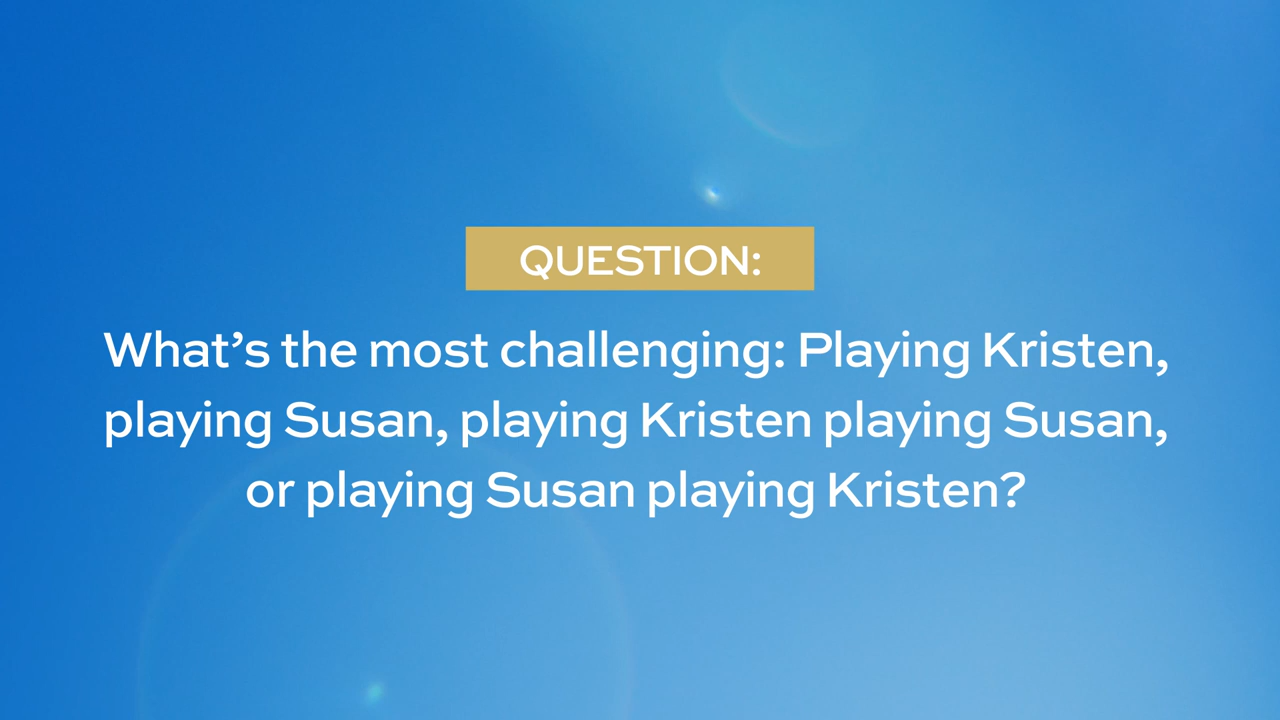 QUESTION:
What’s the most challenging: Playing Kristen,
playing Susan, playing Kristen playing Susan,
or playing Susan playing Kristen?